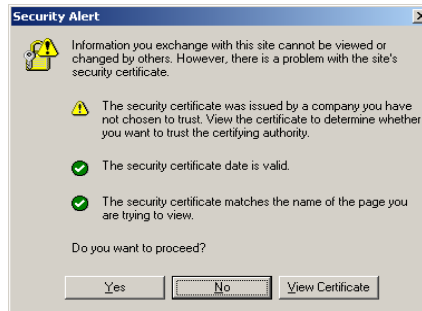 Security Alert
Information you exchange with this site cannot be viewed or
changed by others. However, there is a problem with the site's
security certificate.
The security certificate was issued by a company you have
not chosen to trust. View the certificate to determine whether
you want to trust the certifying authority.
The security certificate date is valid.
The security certificate matches the name of the page you
are trying to view.
Do you want to proceed?
Yes No View Certificate